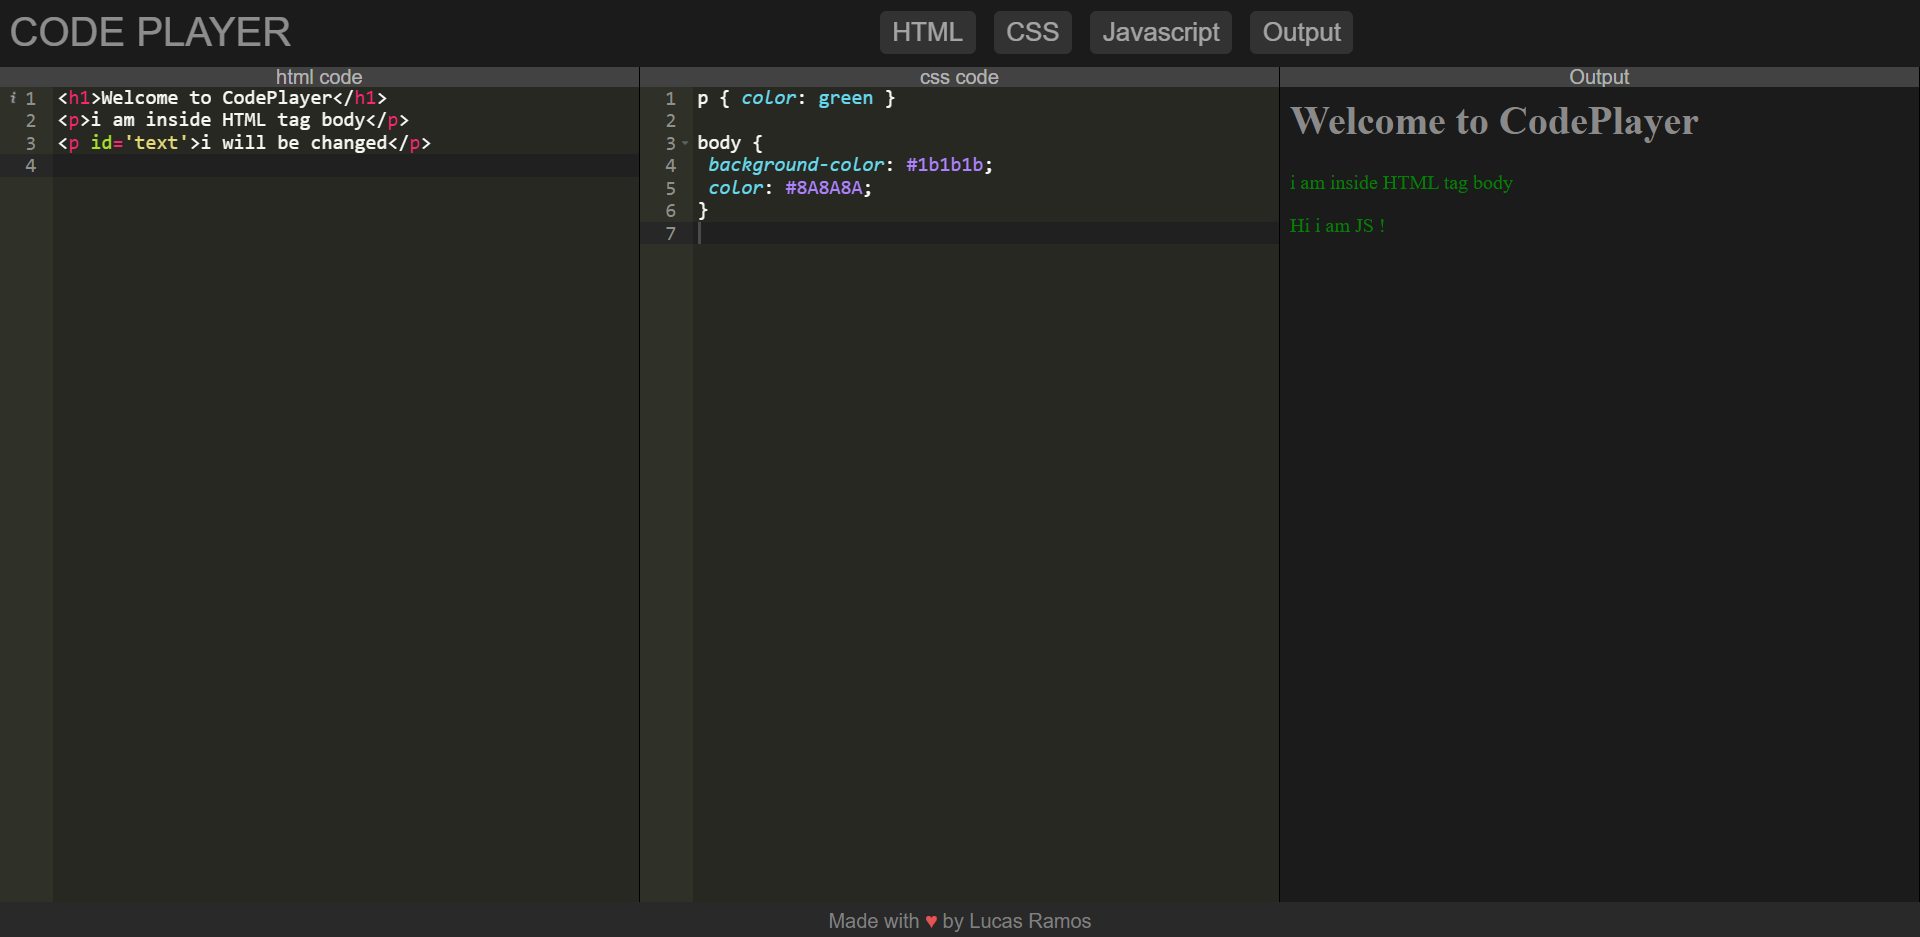 CODE PLAYER
HTML CSS Javascript Output
html code
i 1 <h1>Welcome to CodePlayer</h1>
2 <p>i am inside HTML tag body</p>
3 <p id='text'>i will be changed</p>
4
css code
1 p { color: green }
2
3 body {
4  background-color: #1b1b1b;
5  color: #8A8A8A;
6 }
7
Output
Welcome to CodePlayer
i am inside HTML tag body
Hi i am JS !
Made with ♥ by Lucas Ramos